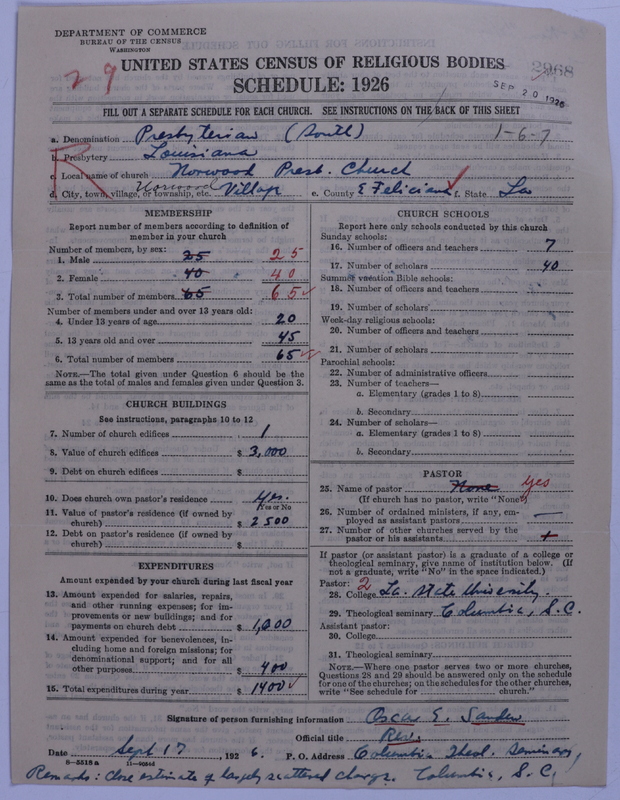 DEPARTMENT OF COMMERCE
BUREAU OF THE CENSUS
WASHINGTON
29
2968
UNITED STATES CENSUS OF RELIGIOUS BODIES
SCHEDULE: 1926
SEP 20 1926
FILL OUT A SEPARATE SCHEDULE FOR EACH CHURCH. SEE INSTRUCTIONS ON THE BACK OF THIS SHEET
a. Denomination Presbyterian (South) 1-6-7
b. Presbytery Louisiana
R
c. Local name of church Norwood Presb. Church
d. City, town, village, or township, etc. Norwood Village e. County E Feliciana f. State La
MEMBERSHIP
Report number of members according to definition of member in your church
Number of members, by sex:
1. Male 25 25
2. Female 40 40
3. Total number of members 65 65
Number of members under and over 13 years old:
4. Under 13 years of age 20
5. 13 years old and over 45
6. Total number of members 65
NOTE.—The total given under Question 6 should be
same as the total of males and females given under Question 3.
CHURCH BUILDINGS
See instructions, paragraphs 10 to 12
7. Number of church edifices 1
8. Value of church edifices $ 3,000
9. Debt on church edifices $
10. Does church own pastor's residence Yes.
Yes or No
11. Value of pastor's residence (if owned by
church) $ 2500
12. Debt on pastor's residence (if owned by
church) $
EXPENDITURES
Amount expended by your church during last fiscal year
13. Amount expended for salaries, repairs,
and other running expenses; for im-
provements or new buildings; and for
payments on church debt $ 1,000
14. Amount expended for benevolences, in-
cluding home and foreign missions; for
denominational support; and for all
other purposes $ 400
15. Total expenditures during year $ 1400
CHURCH SCHOOLS
Report here only schools conducted by this church
Sunday schools:
16. Number of officers and teachers 7
17. Number of scholars 40
Summer vacation Bible schools:
18. Number of officers and teachers
19. Number of scholars
Week-day religious schools:
20. Number of officers and teachers
21. Number of scholars
Parochial schools:
22. Number of administrative officers
23. Number of teachers—
a. Elementary (grades 1 to 8)
b. Secondary
24. Number of scholars—
a. Elementary (grades 1 to 8)
b. Secondary
PASTOR
25. Name of pastor None Yes
(If church has no pastor, write "None")
26. Number of ordained ministers, if any, em-
ployed as assistant pastors —
27. Number of other churches served by the
pastor or his assistants
If pastor (or assistant pastor) is a graduate of a college or
theological seminary, give name of institution below. (If
not a graduate, write "No" in the space indicated.)
Pastor: 2
28. College La. State University.
29. Theological seminary Columbia, S.C.
Assistant pastor:
30. College
31. Theological seminary
NOTE.—Where one pastor serves two or more churches,
Questions 28 and 29 should be answered only on the schedule
for one of the churches; on the schedules for the other churches,
write "See schedule for church."
Signature of person furnishing information Oscar E. Sanden
Official title Rev.
Date Sept 17, 1926. P. O. Address Columbia Theol. Seminary,
8—5518a
Remarks: Close estimate of largely scattered charge. Columbia, S.C.